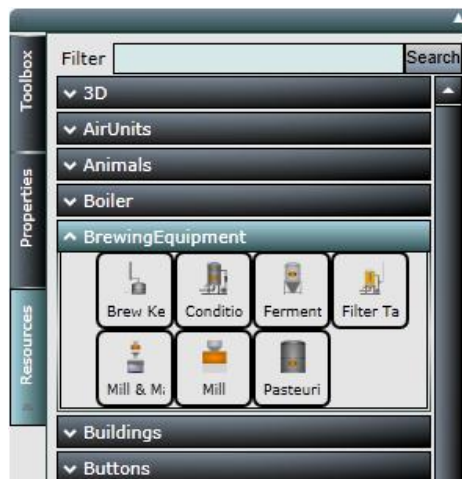 Filter Search
Toolbox
Properties
Resources
3D
AirUnits
Animals
Boiler
BrewingEquipment
Brew Ke
Conditio
Ferment
Filter Ta
Mill & Ma
Mill
Pasteuri
Buildings
Buttons